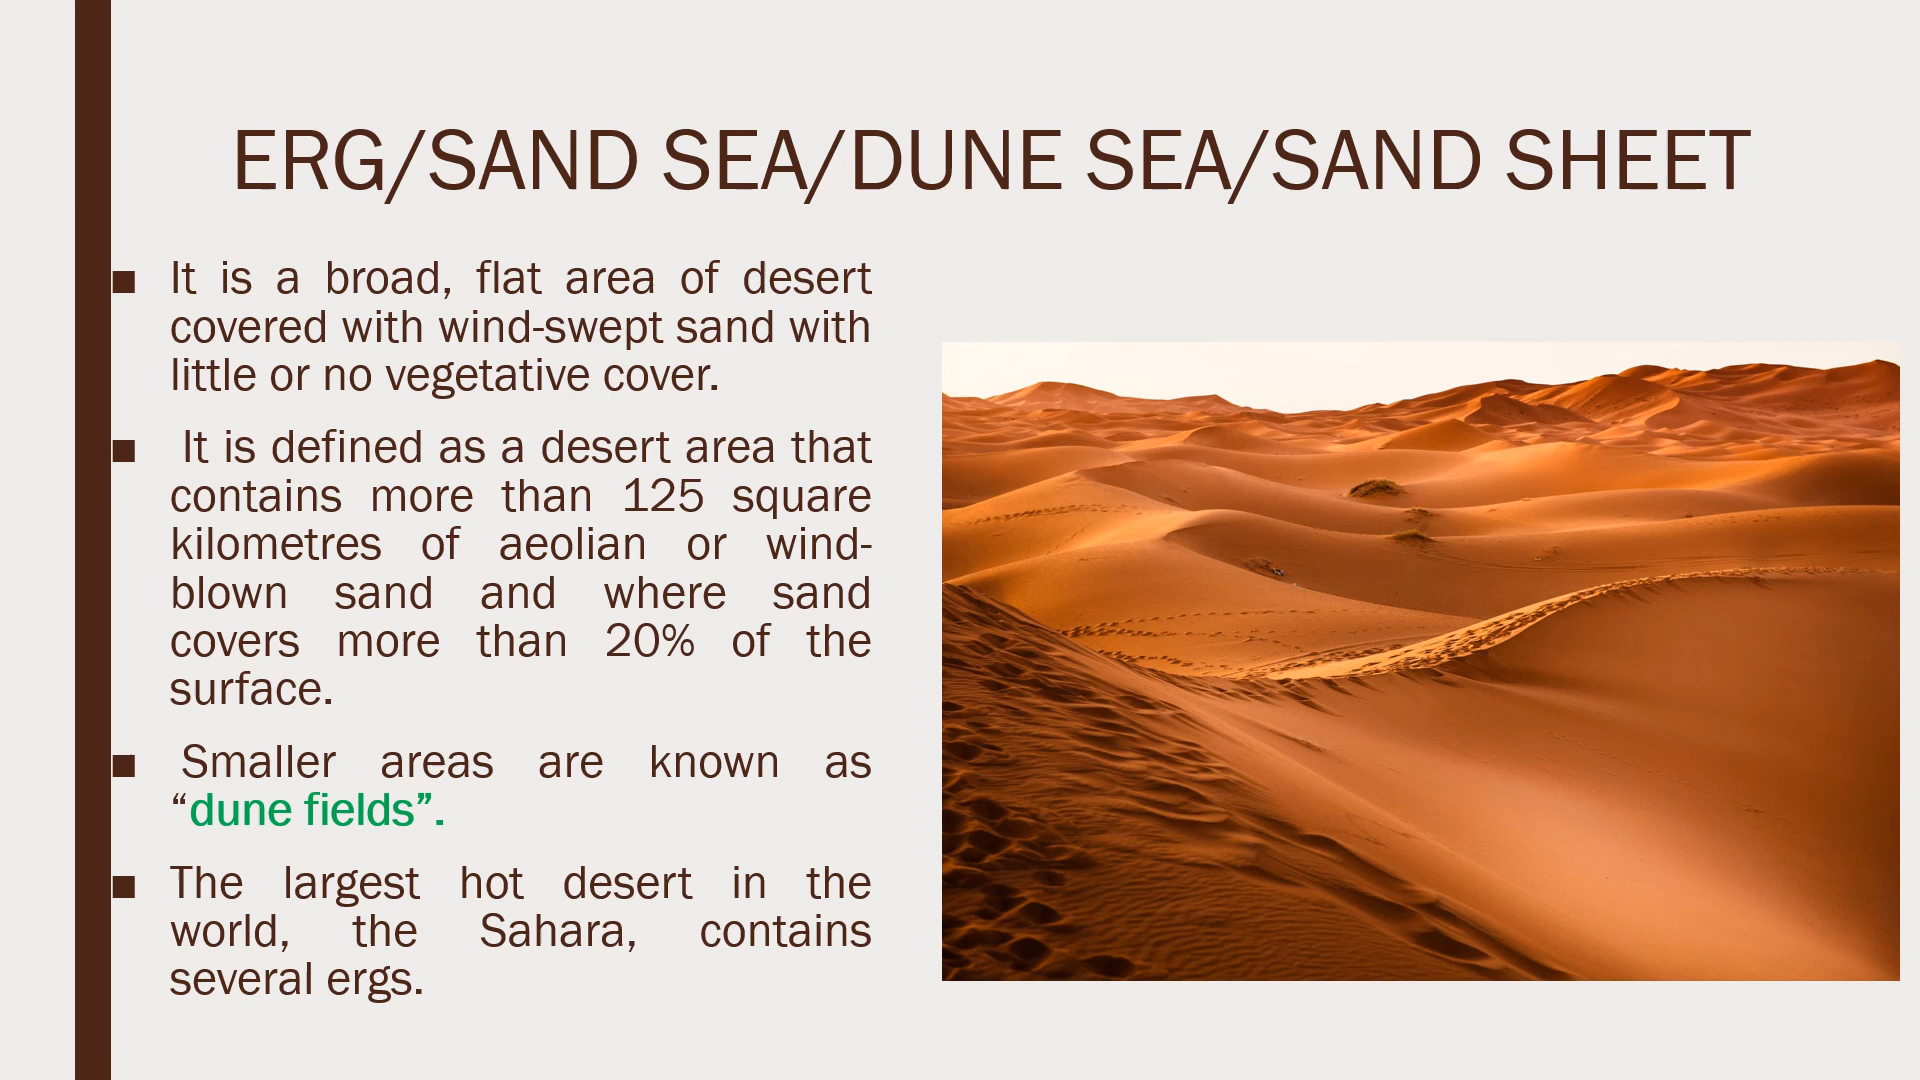 ERG/SAND SEA/DUNE SEA/SAND SHEET
■ It is a broad, flat area of desert
covered with wind-swept sand with
little or no vegetative cover.
■ It is defined as a desert area that
contains more than 125 square
kilometres of aeolian or wind-
blown sand and where sand
covers more than 20% of the
surface.
■ Smaller areas are known as
“dune fields”.
■ The largest hot desert in the
world, the Sahara, contains
several ergs.